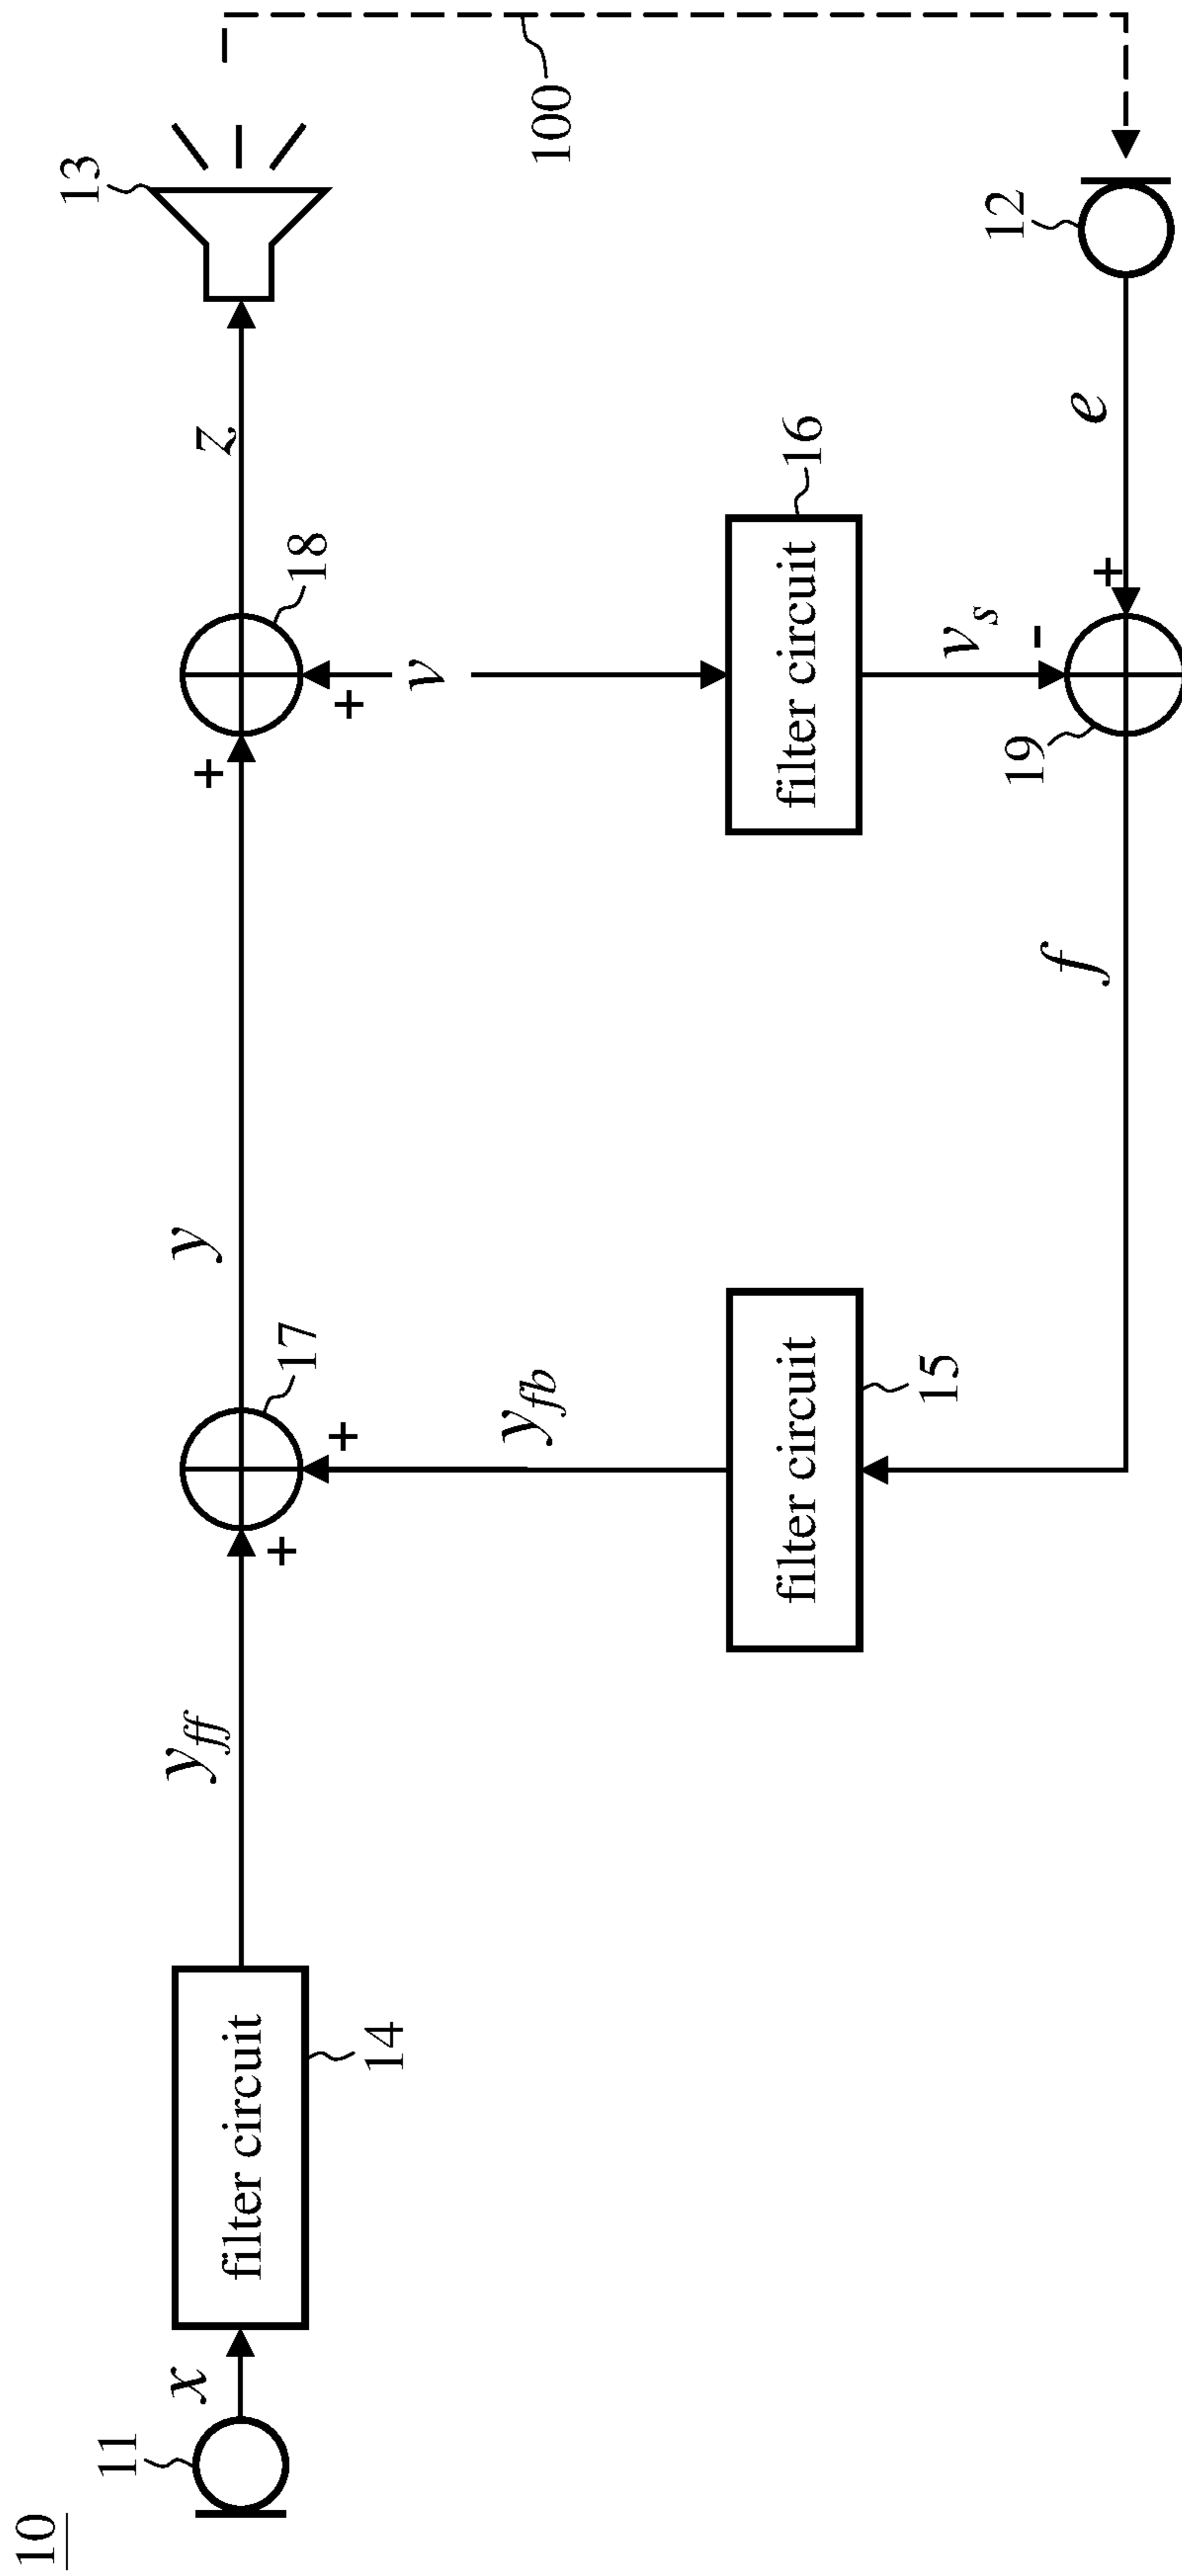 10
11
x
filter circuit
14
y_ff
+
17
+
y
y_fb
filter circuit
15
+
18
+
z
13
v
filter circuit
16
v_s
-
19
+
f
e
12
100